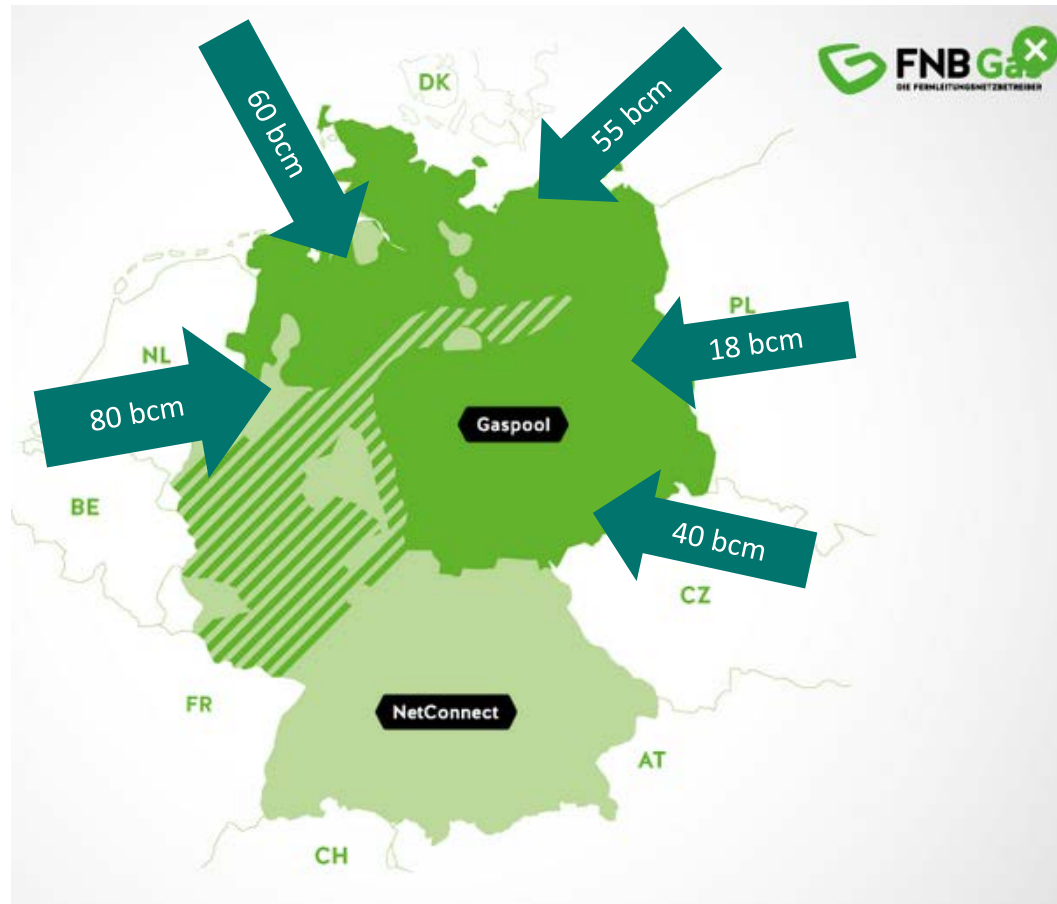 60 bcm
DK
55 bcm
FNB Gas
DIE FERNLEITUNGSNETZBETREIBER
PL
18 bcm
NL
80 bcm
Gaspool
BE
40 bcm
CZ
FR
NetConnect
AT
CH